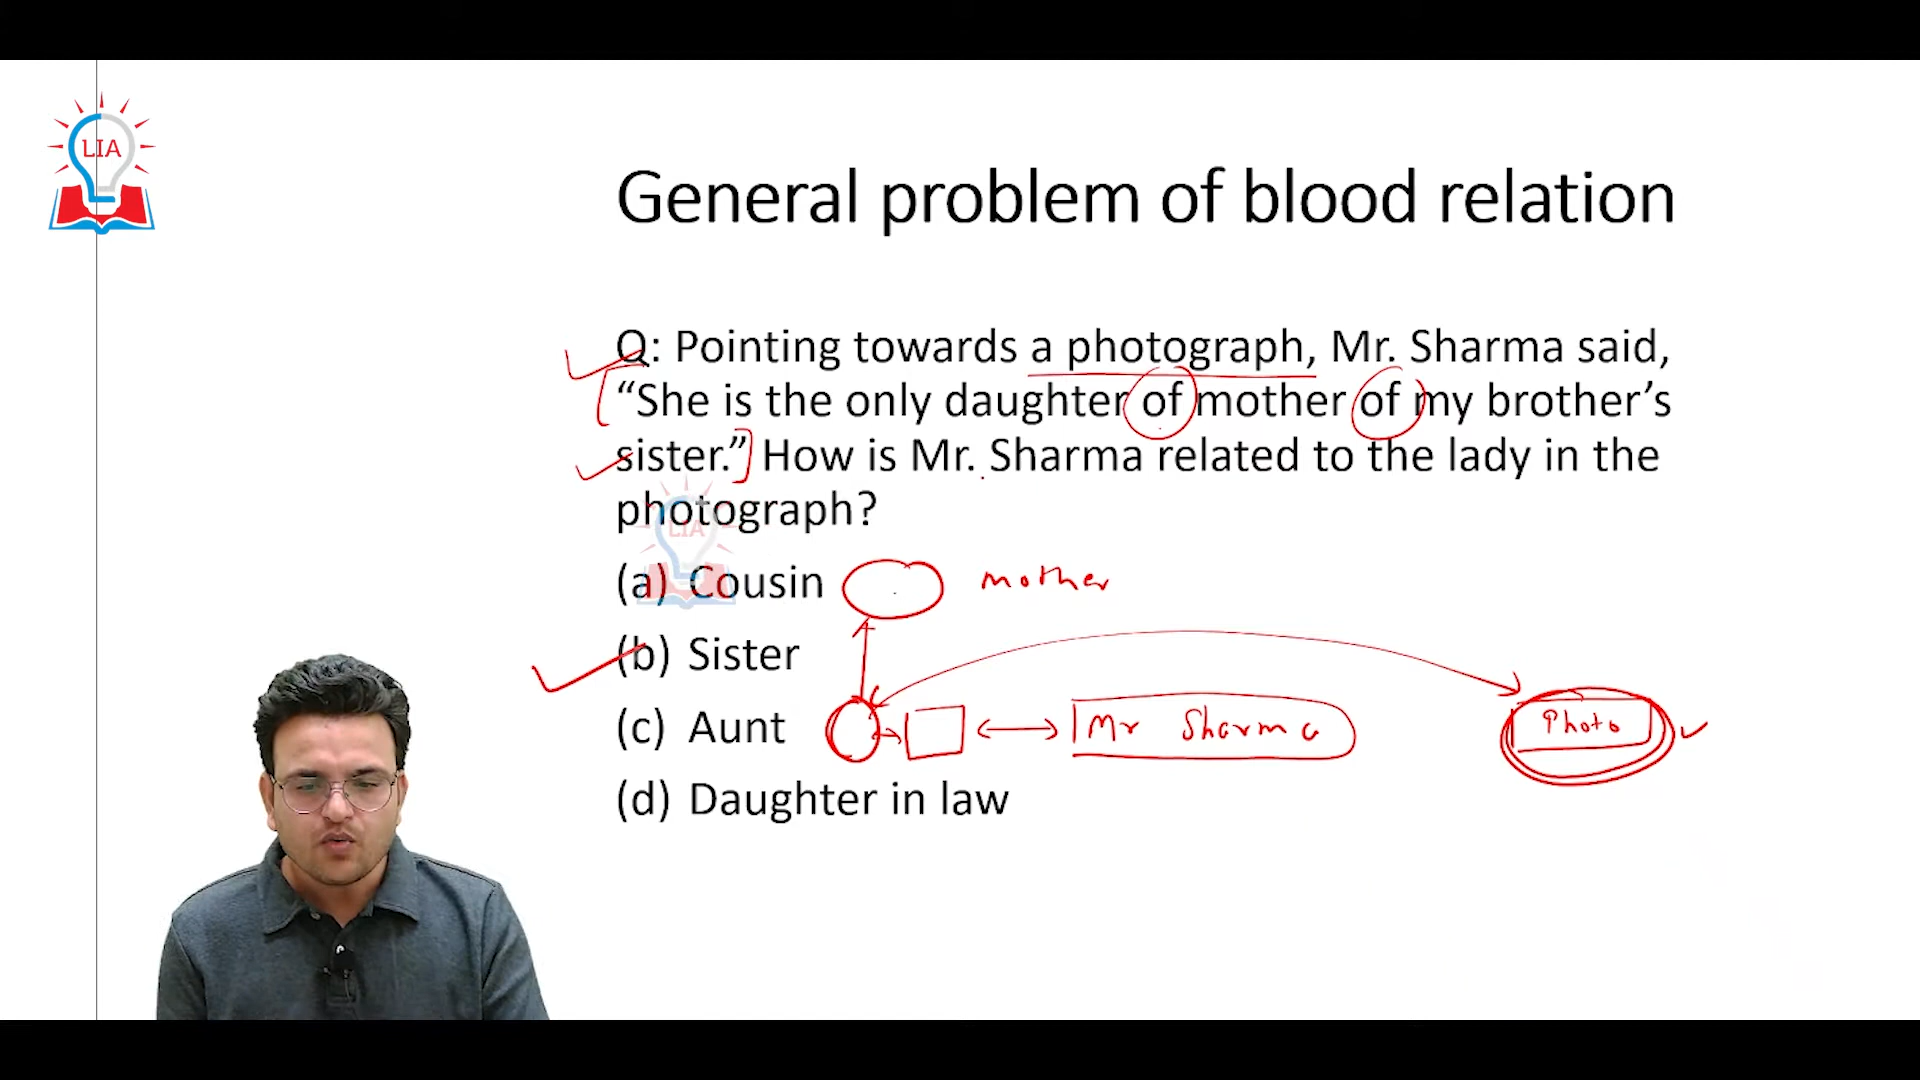 LIA
General problem of blood relation
Q: Pointing towards a photograph, Mr. Sharma said,
“She is the only daughter of mother of my brother’s
sister.” How is Mr. Sharma related to the lady in the
photograph?
LIA
(a) Cousin mother
(b) Sister
(c) Aunt Mr Sharma Photo
(d) Daughter in law